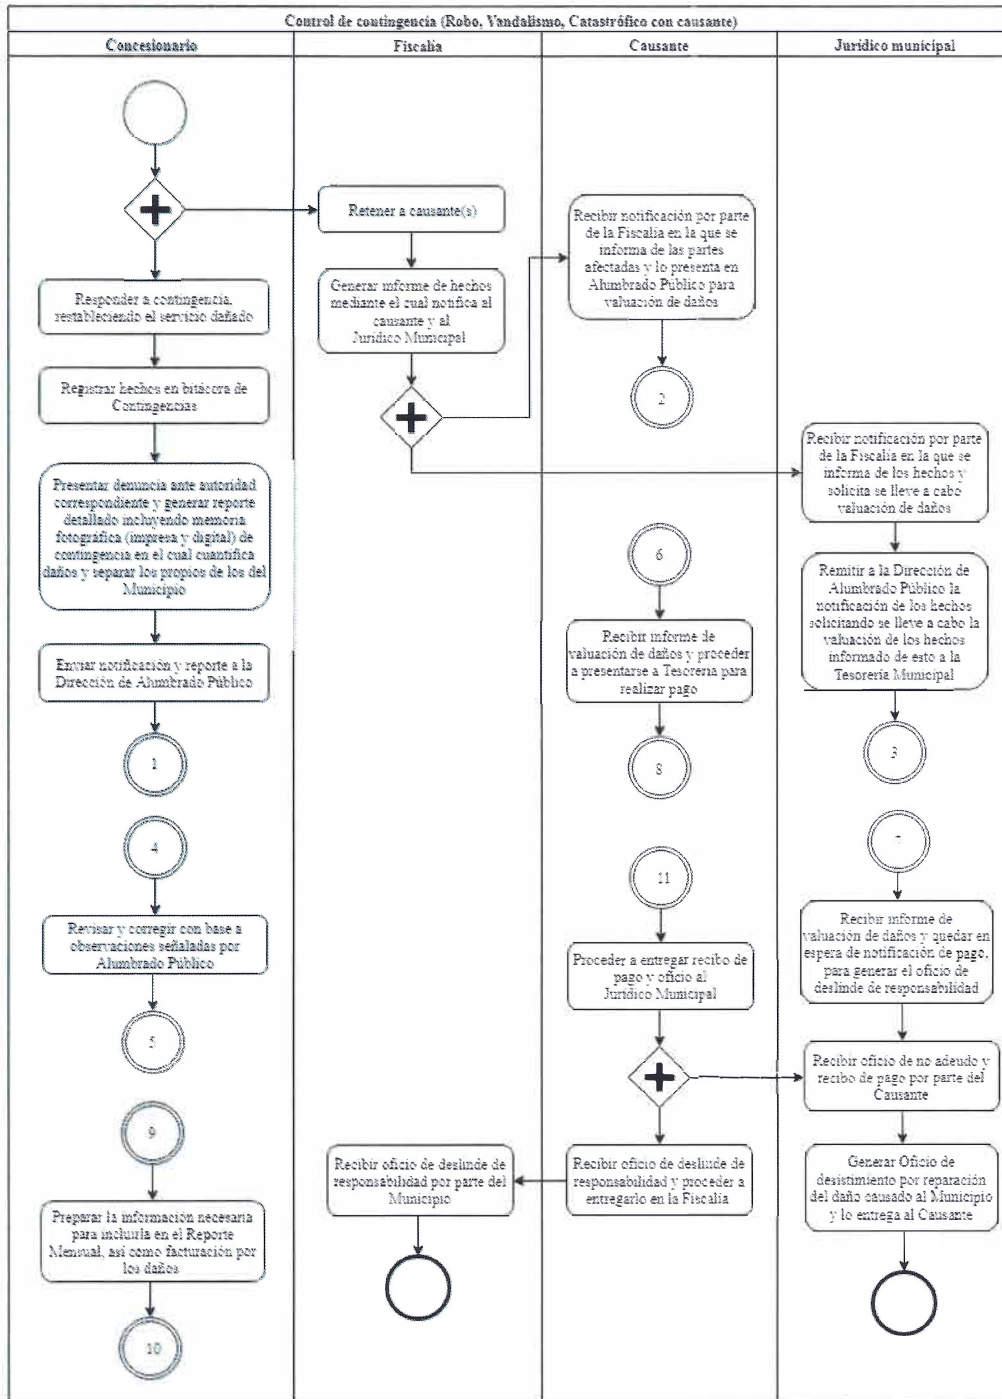 Control de contingencia (Robo, Vandalismo, Catastrófico con causante)
Concesionario
Fiscalía
Causante
Jurídico municipal
Responder a contingencia,
restableciendo el servicio dañado
Registrar hechos en bitácora de
Contingencias
Presentar denuncia ante autoridad
correspondiente y generar reporte
detallado incluyendo memoria
fotográfica (impresa y digital) de
contingencia en el cual cuantifica
daños y separar los propios de los del
Municipio
Enviar notificación y reporte a la
Dirección de Alumbrado Público
1
4
Revisar y corregir con base a
observaciones señaladas por
Alumbrado Público
5
9
Preparar la información necesaria
para incluirla en el Reporte
Mensual, así como facturación por
los daños
10
Retener a causante(s)
Generar informe de hechos
mediante el cual notifica al
causante y al
Jurídico Municipal
Recibir oficio de deslinde de
responsabilidad por parte del
Municipio
Recibir notificación por parte
de la Fiscalía en la que se
informa de las partes
afectadas y lo presenta en
Alumbrado Público para
valuación de daños
2
6
Recibir informe de
valuación de daños y proceder
a presentarse a Tesorería para
realizar pago
8
11
Proceder a entregar recibo de
pago y oficio al
Jurídico Municipal
Recibir oficio de deslinde de
responsabilidad y proceder a
entregarlo en la Fiscalía
Recibir notificación por parte
de la Fiscalía en la que se
informa de los hechos y
solicita se lleve a cabo
valuación de daños
Remitir a la Dirección de
Alumbrado Público la
notificación de los hechos
solicitando se lleve a cabo la
valuación de los hechos
informado de esto a la
Tesorería Municipal
3
7
Recibir informe de
valuación de daños y quedar en
espera de notificación de pago,
para generar el oficio de
deslinde de responsabilidad
Recibir oficio de no adeudo y
recibo de pago por parte del
Causante
Generar Oficio de
desistimiento por reparación
del daño causado al Municipio
y lo entrega al Causante